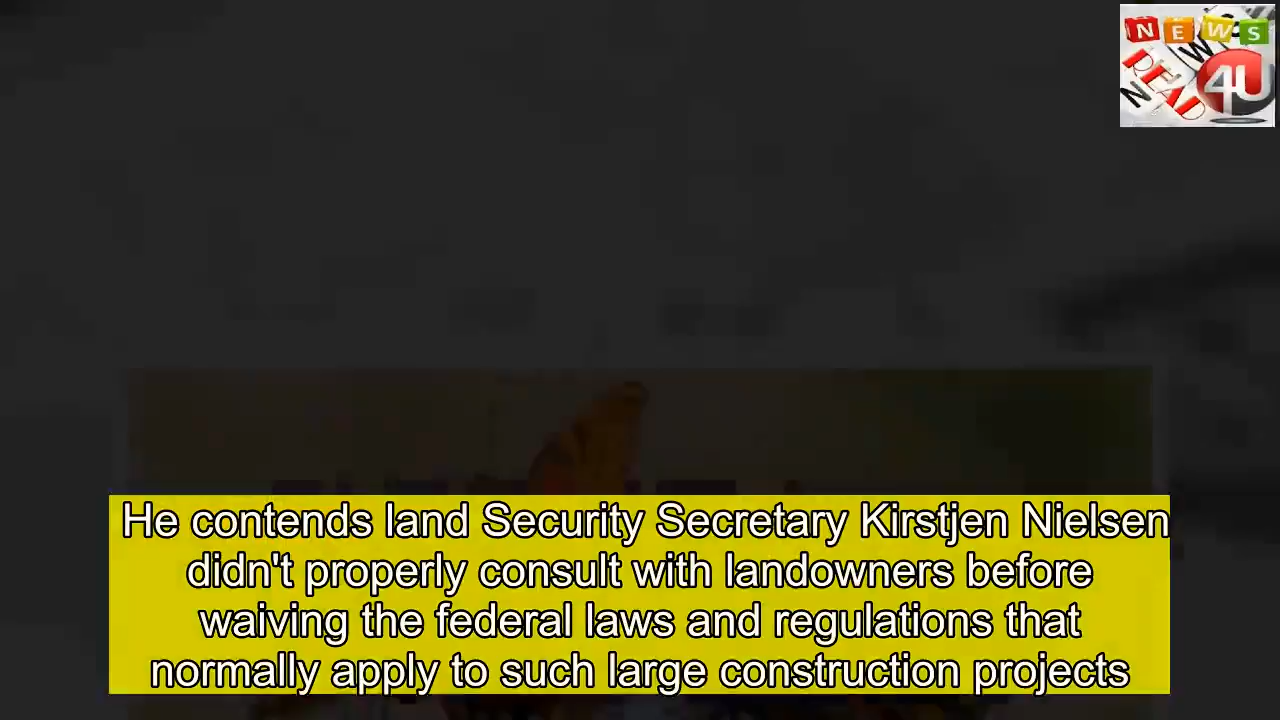 NEWS
READ
4U
He contends land Security Secretary Kirstjen Nielsen
didn't properly consult with landowners before
waiving the federal laws and regulations that
normally apply to such large construction projects